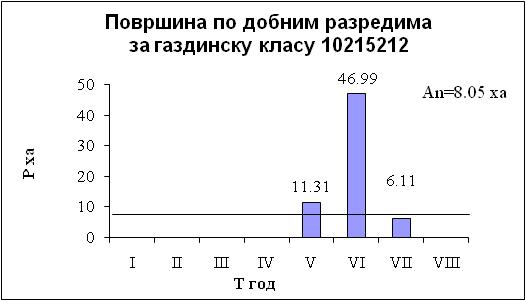 Површина по добним разредима
за газдинску класу 10215212
An=8.05 ха
P ха
50
40
30
20
10
0
11.31
46.99
6.11
I II III IV V VI VII VIII
Т год